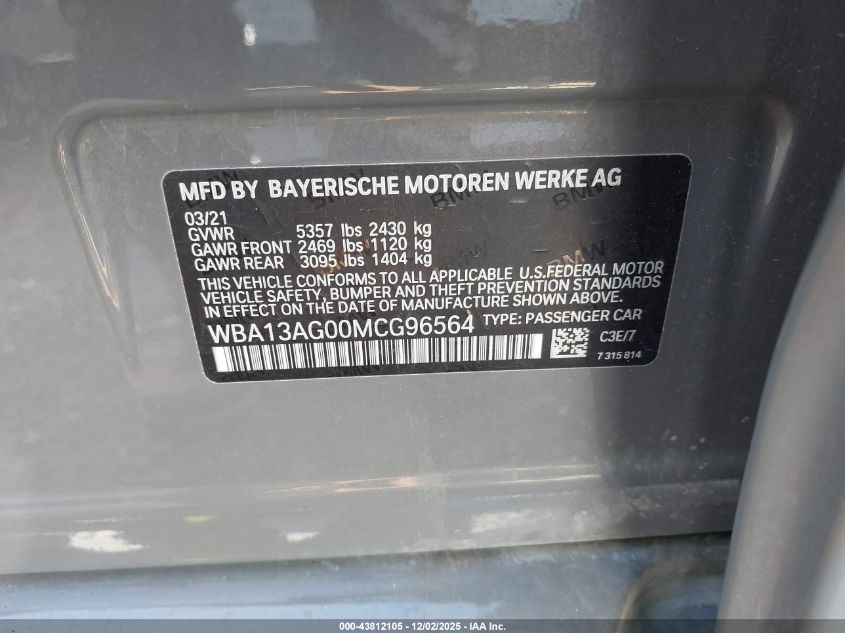 MFD BY BAYERISCHE MOTOREN WERKE AG
03/21
GVWR 5357 lbs 2430 kg
GAWR FRONT 2469 lbs 1120 kg
GAWR REAR 3095 lbs 1404 kg
THIS VEHICLE CONFORMS TO ALL APPLICABLE U.S.FEDERAL MOTOR
VEHICLE SAFETY, BUMPER AND THEFT PREVENTION STANDARDS
IN EFFECT ON THE DATE OF MANUFACTURE SHOWN ABOVE.
WBA13AG00MCG96564 TYPE: PASSENGER CAR
C3E/7
7 315 814
000-43812105 - 12/02/2025 - IAA Inc.